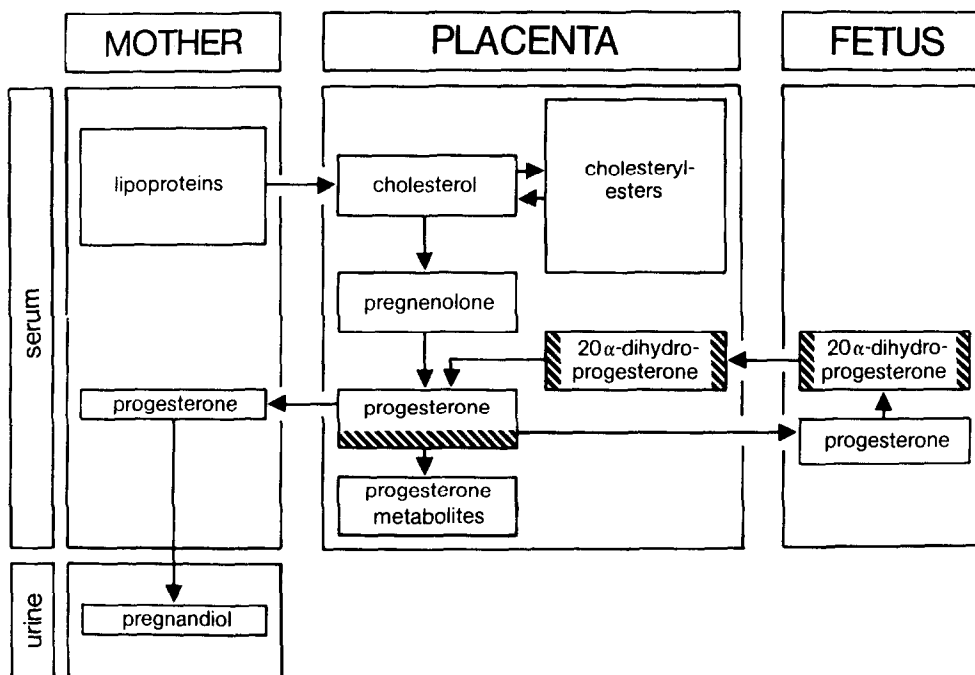 MOTHER
PLACENTA
FETUS
serum
lipoproteins
cholesterol
cholesteryl-
esters
pregnenolone
20α-dihydro-
progesterone
20α-dihydro-
progesterone
progesterone
progesterone
progesterone
progesterone
metabolites
urine
pregnandiol